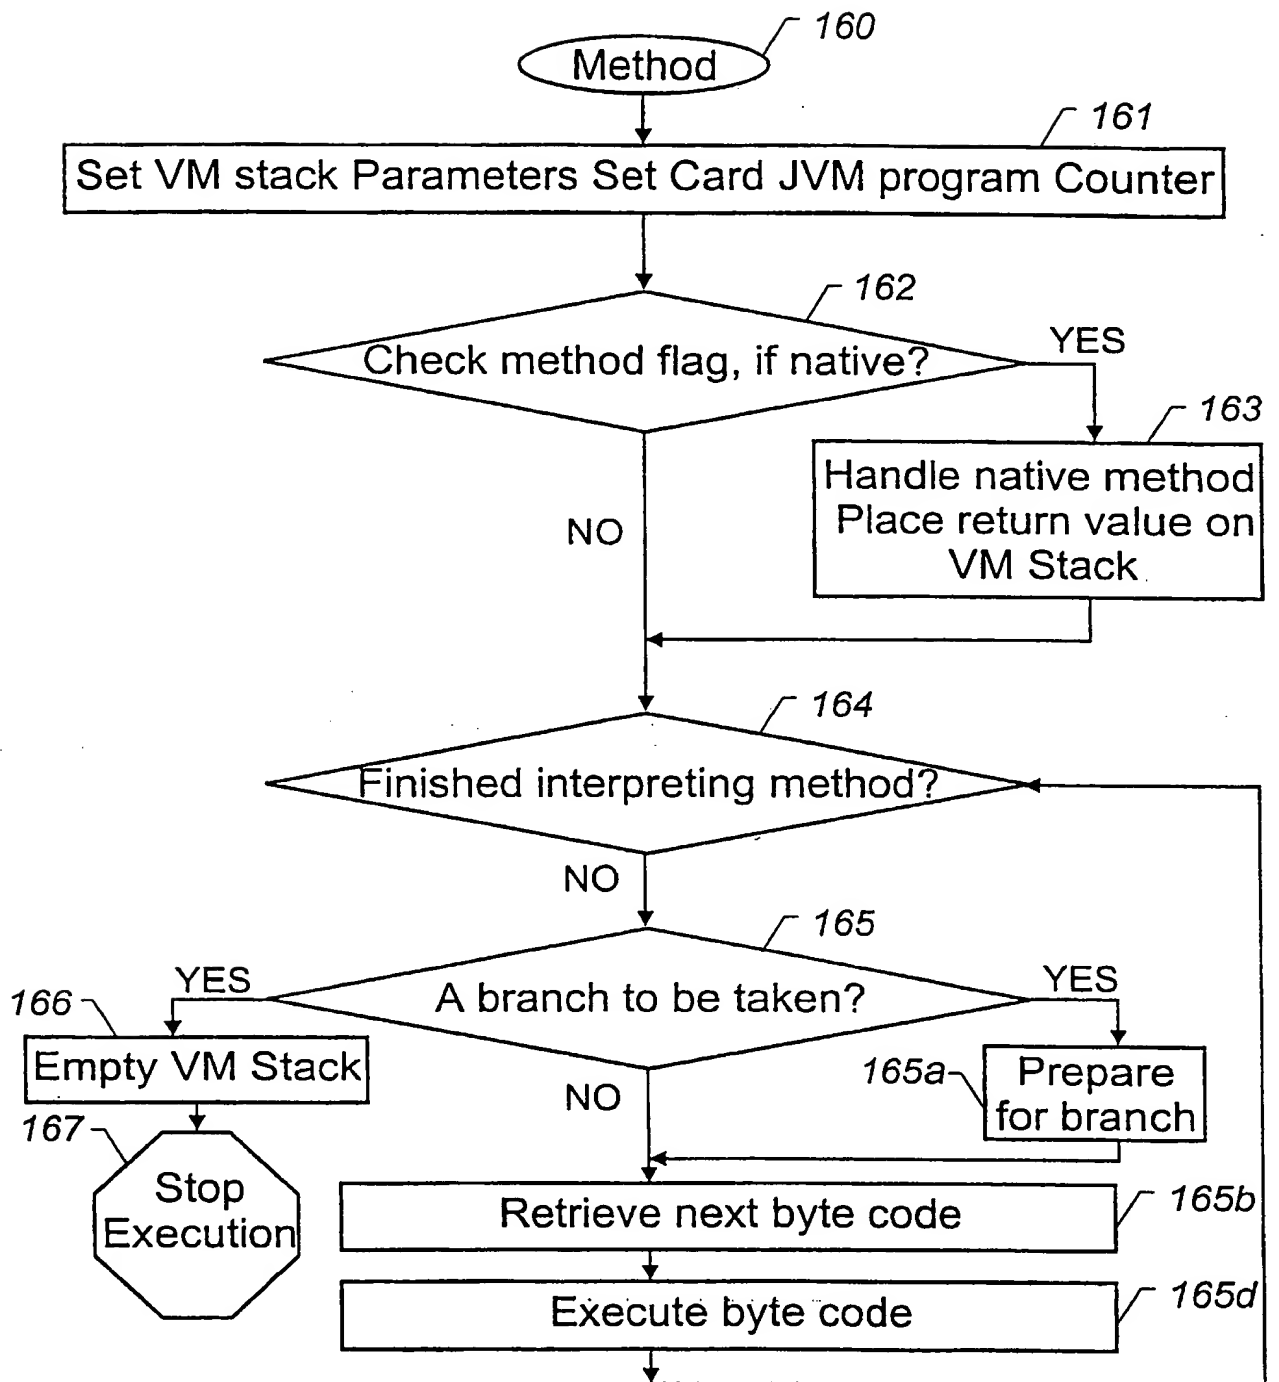 160
Method
161
Set VM stack Parameters Set Card JVM program Counter
162
Check method flag, if native?
YES
163
Handle native method
Place return value on
VM Stack
NO
164
Finished interpreting method?
NO
165
A branch to be taken?
YES
YES
166
Empty VM Stack
165a
Prepare
for branch
NO
167
Stop
Execution
Retrieve next byte code
165b
Execute byte code
165d